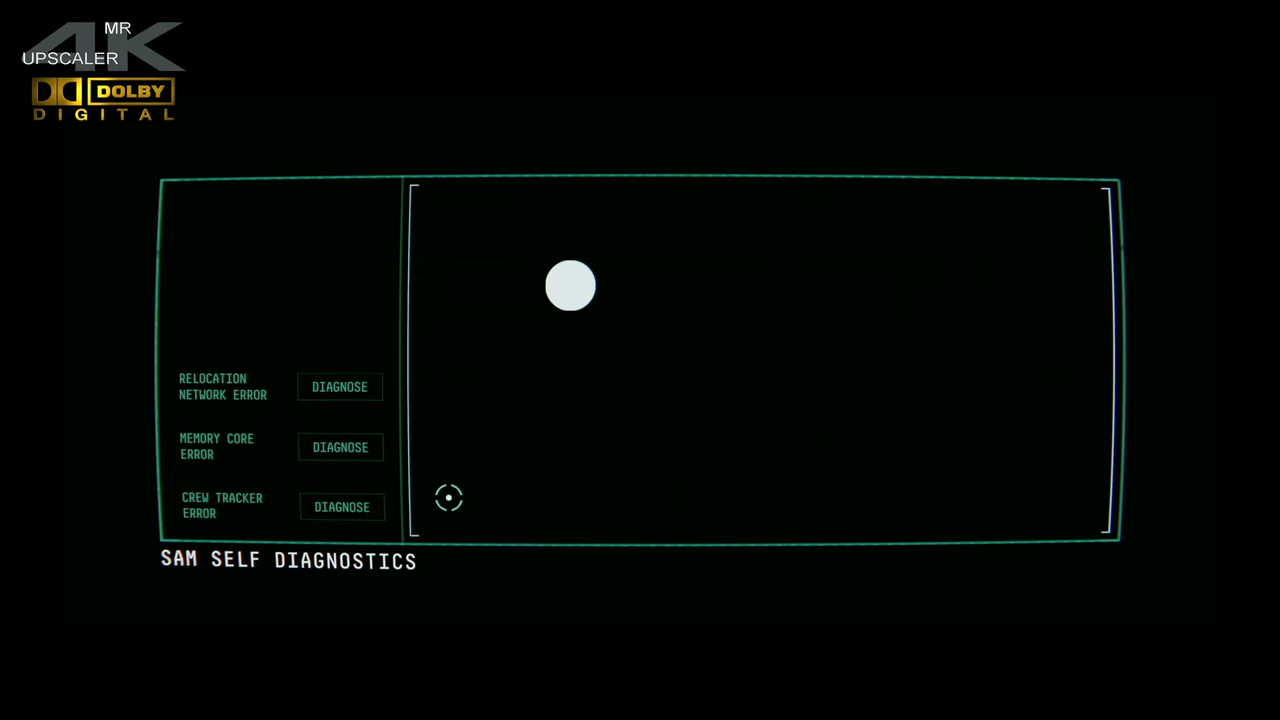 4K
MR
UPSCALER
DOLBY
DIGITAL
RELOCATION
NETWORK ERROR
DIAGNOSE
MEMORY CORE
ERROR
DIAGNOSE
CREW TRACKER
ERROR
DIAGNOSE
SAM SELF DIAGNOSTICS